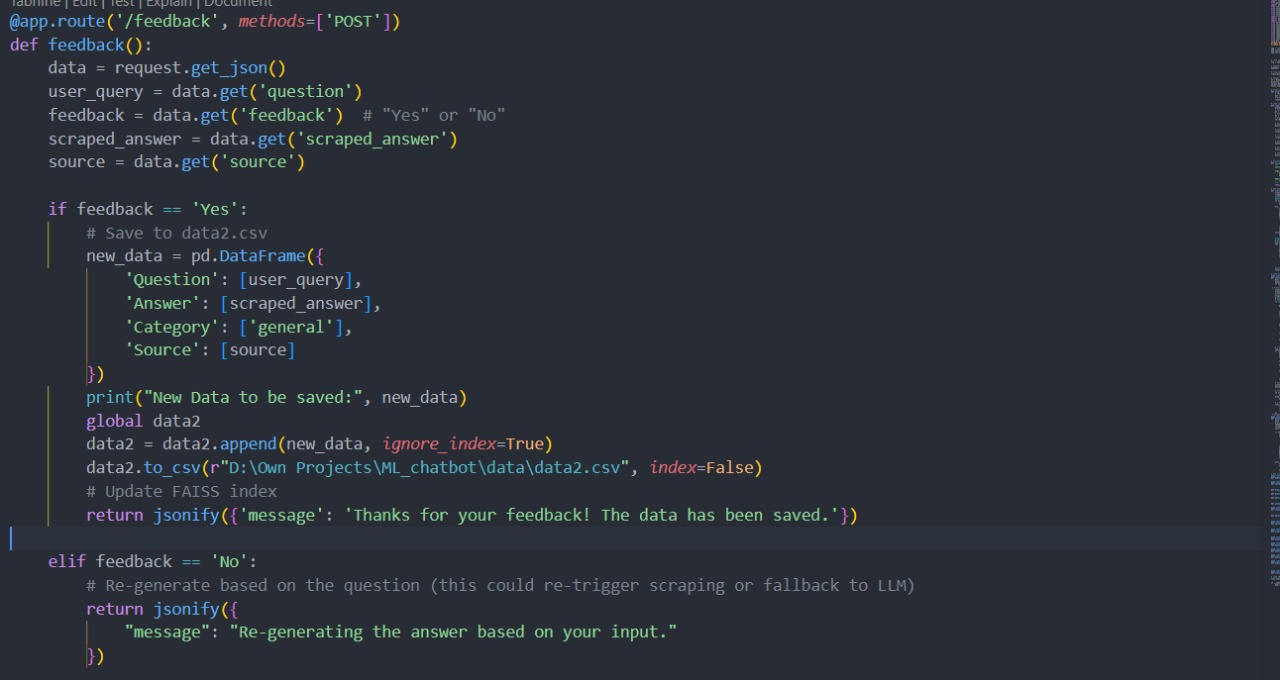 Tabnine | Edit | Test | Explain | Document
@app.route('/feedback', methods=['POST'])
def feedback():
    data = request.get_json()
    user_query = data.get('question')
    feedback = data.get('feedback')  # "Yes" or "No"
    scraped_answer = data.get('scraped_answer')
    source = data.get('source')

    if feedback == 'Yes':
        # Save to data2.csv
        new_data = pd.DataFrame({
            'Question': [user_query],
            'Answer': [scraped_answer],
            'Category': ['general'],
            'Source': [source]
        })
        print("New Data to be saved:", new_data)
        global data2
        data2 = data2.append(new_data, ignore_index=True)
        data2.to_csv(r"D:\Own Projects\ML_chatbot\data\data2.csv", index=False)
        # Update FAISS index
        return jsonify({'message': 'Thanks for your feedback! The data has been saved.'})

    elif feedback == 'No':
        # Re-generate based on the question (this could re-trigger scraping or fallback to LLM)
        return jsonify({
            "message": "Re-generating the answer based on your input."
        })